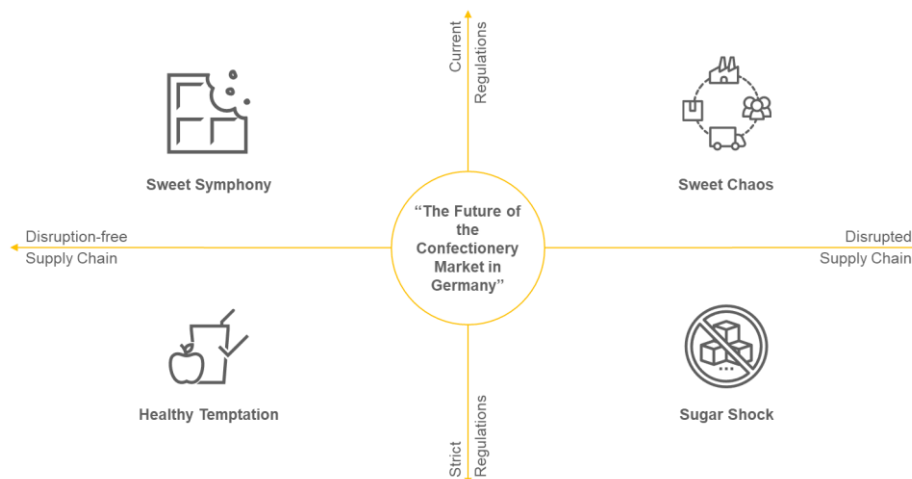 Current
Regulations
Sweet Symphony
Sweet Chaos
“The Future of
the
Confectionery
Market in
Germany”
Disruption-free
Supply Chain
Disrupted
Supply Chain
Healthy Temptation
Sugar Shock
Strict
Regulations